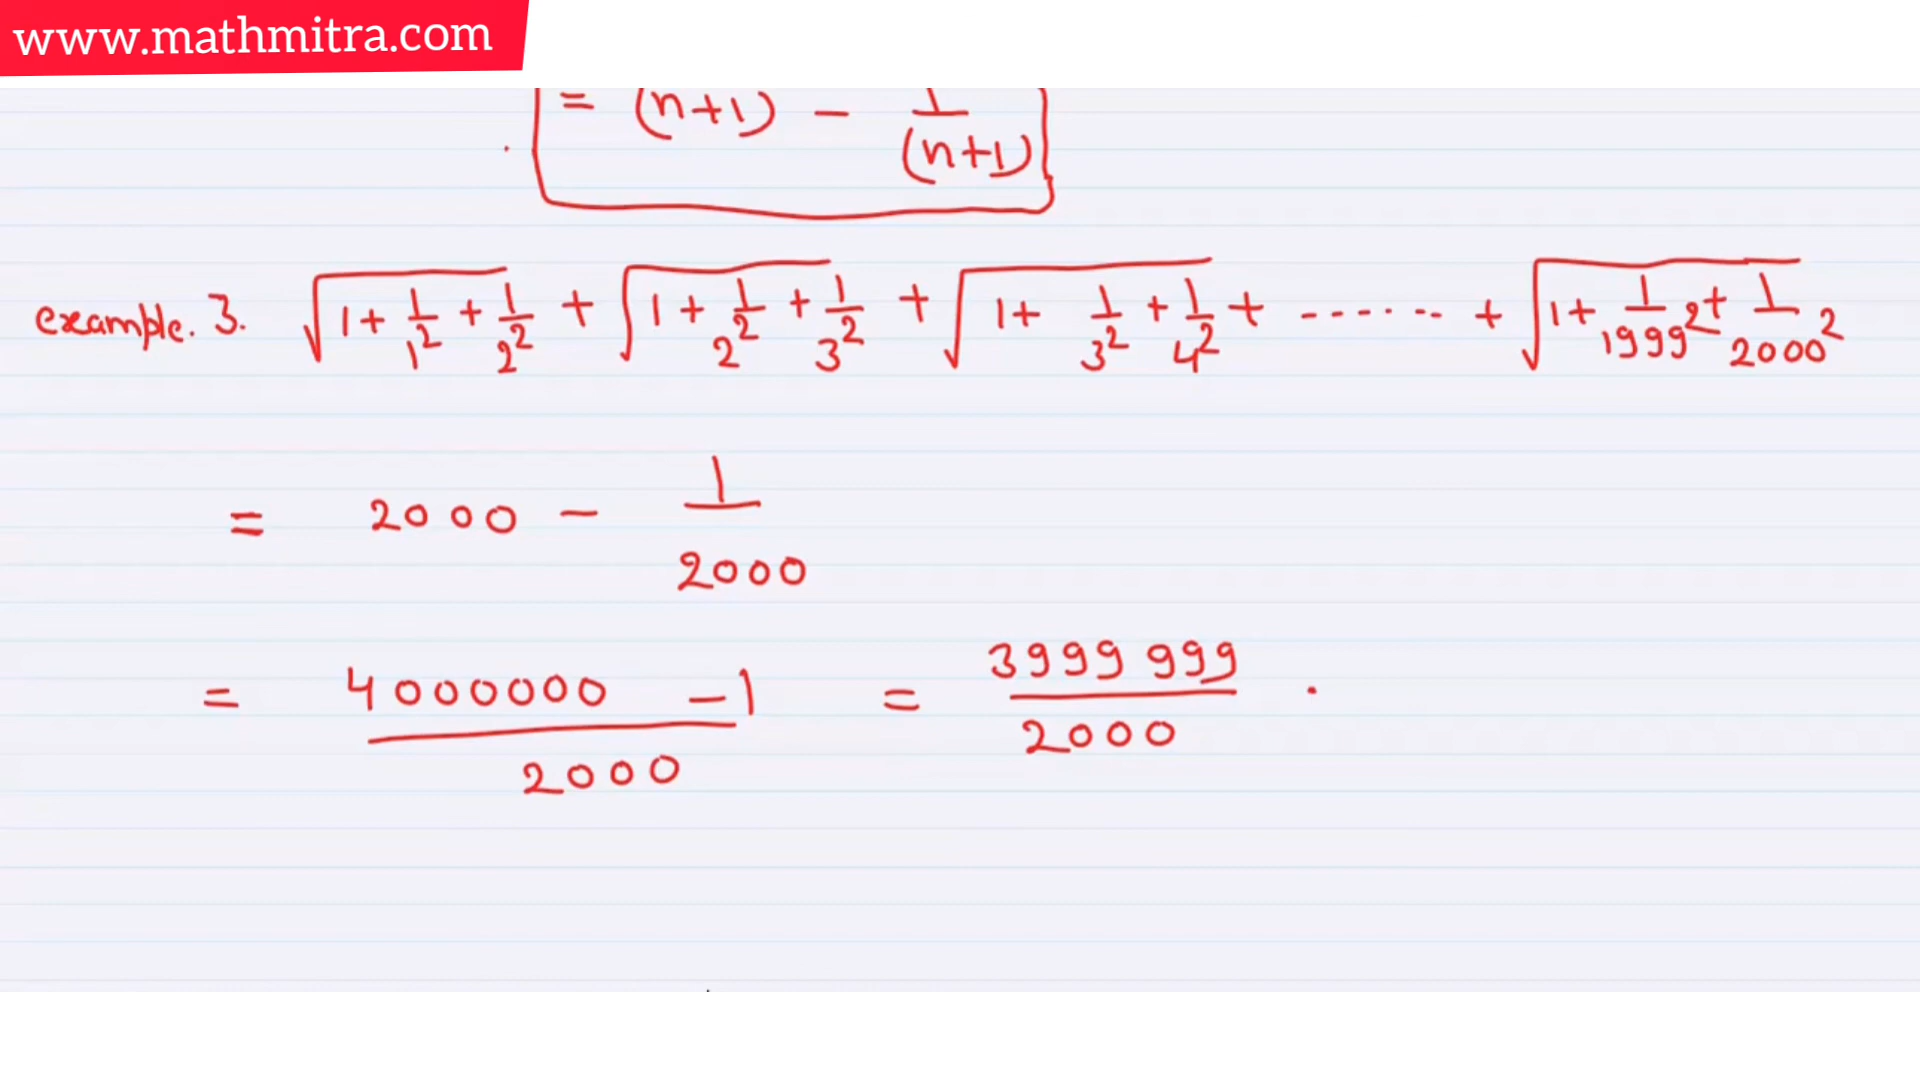 www.mathmitra.com
= (n+1) - 1/(n+1)
example. 3. √(1 + 1/1² + 1/2²) + √(1 + 1/2² + 1/3²) + √(1 + 1/3² + 1/4²) + ........ + √(1 + 1/1999² + 1/2000²)
= 2000 - 1/2000
= (4000000 - 1)/2000 = 3999999/2000 .